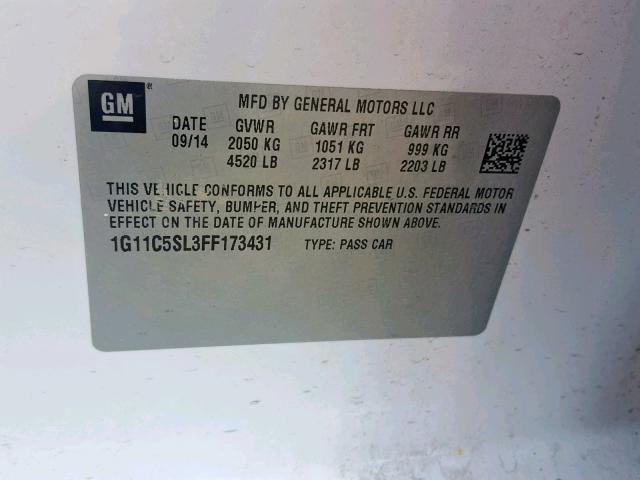 GM
MFD BY GENERAL MOTORS LLC
DATE GVWR GAWR FRT GAWR RR
09/14 2050 KG 1051 KG 999 KG
4520 LB 2317 LB 2203 LB
THIS VEHICLE CONFORMS TO ALL APPLICABLE U.S. FEDERAL MOTOR
VEHICLE SAFETY, BUMPER, AND THEFT PREVENTION STANDARDS IN
EFFECT ON THE DATE OF MANUFACTURE SHOWN ABOVE.
1G11C5SL3FF173431 TYPE: PASS CAR